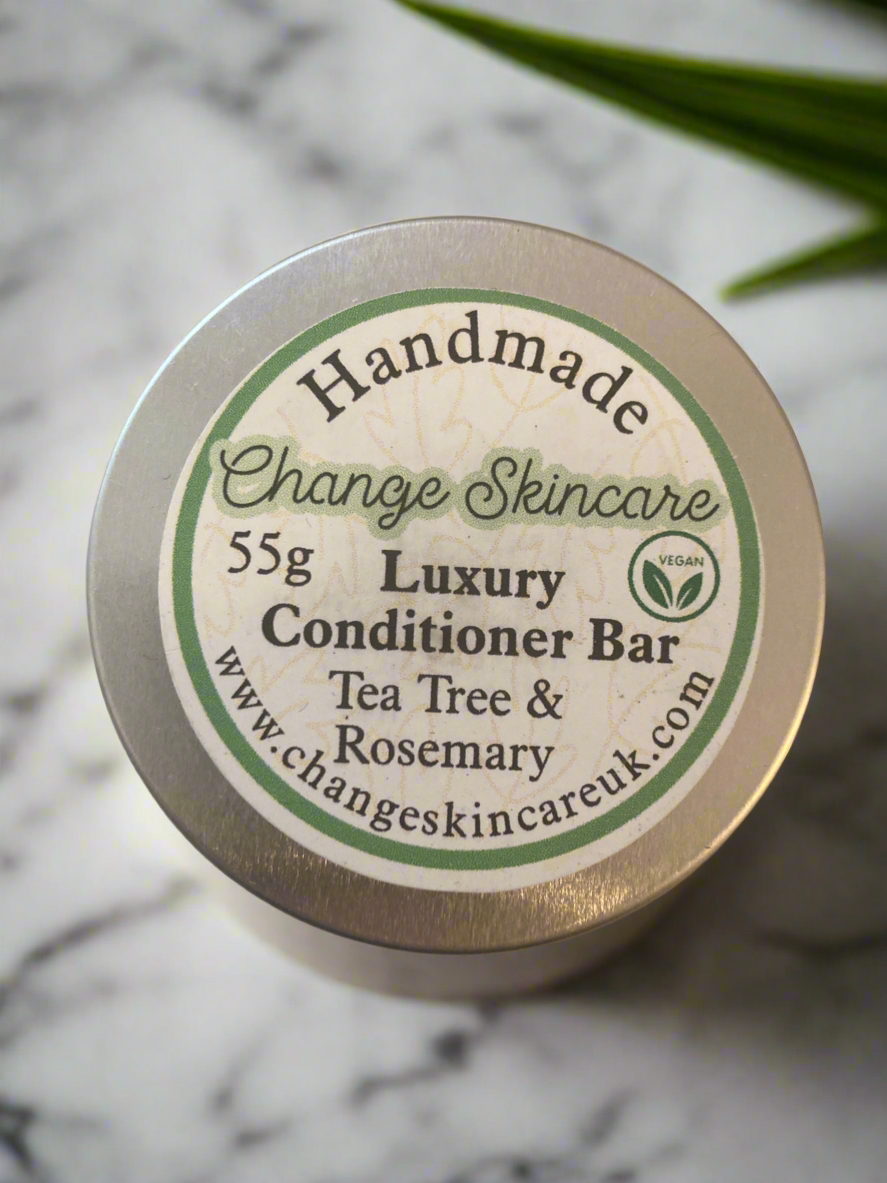 Handmade
Change Skincare
55g
VEGAN
Luxury
Conditioner Bar
Tea Tree &
Rosemary
www.changeskincareuk.com